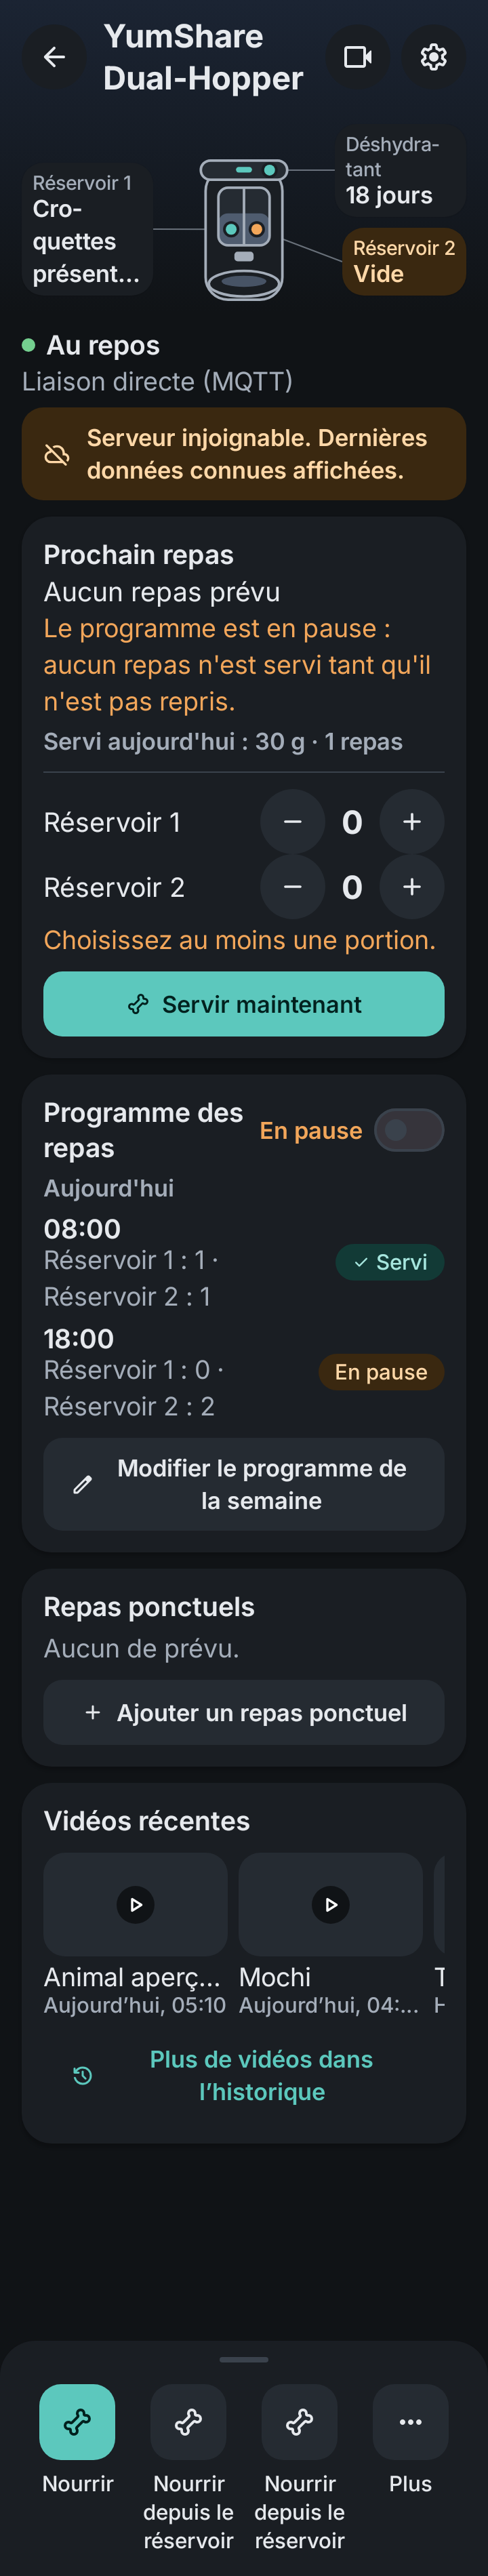 YumShare
Dual-Hopper
Déshydra-
tant
18 jours
Réservoir 1
Cro-
quettes
présent…
Réservoir 2
Vide
Au repos
Liaison directe (MQTT)
Serveur injoignable. Dernières
données connues affichées.
Prochain repas
Aucun repas prévu
Le programme est en pause :
aucun repas n'est servi tant qu'il
n'est pas repris.
Servi aujourd'hui : 30 g · 1 repas
Réservoir 1
0
Réservoir 2
0
Choisissez au moins une portion.
Servir maintenant
Programme des
repas
En pause
Aujourd'hui
08:00
Réservoir 1 : 1 ·
Réservoir 2 : 1
Servi
18:00
Réservoir 1 : 0 ·
Réservoir 2 : 2
En pause
Modifier le programme de
la semaine
Repas ponctuels
Aucun de prévu.
Ajouter un repas ponctuel
Vidéos récentes
Animal aperç…
Aujourd’hui, 05:10
Mochi
Aujourd’hui, 04:…
Plus de vidéos dans
l’historique
Nourrir
Nourrir
depuis le
réservoir
Nourrir
depuis le
réservoir
Plus